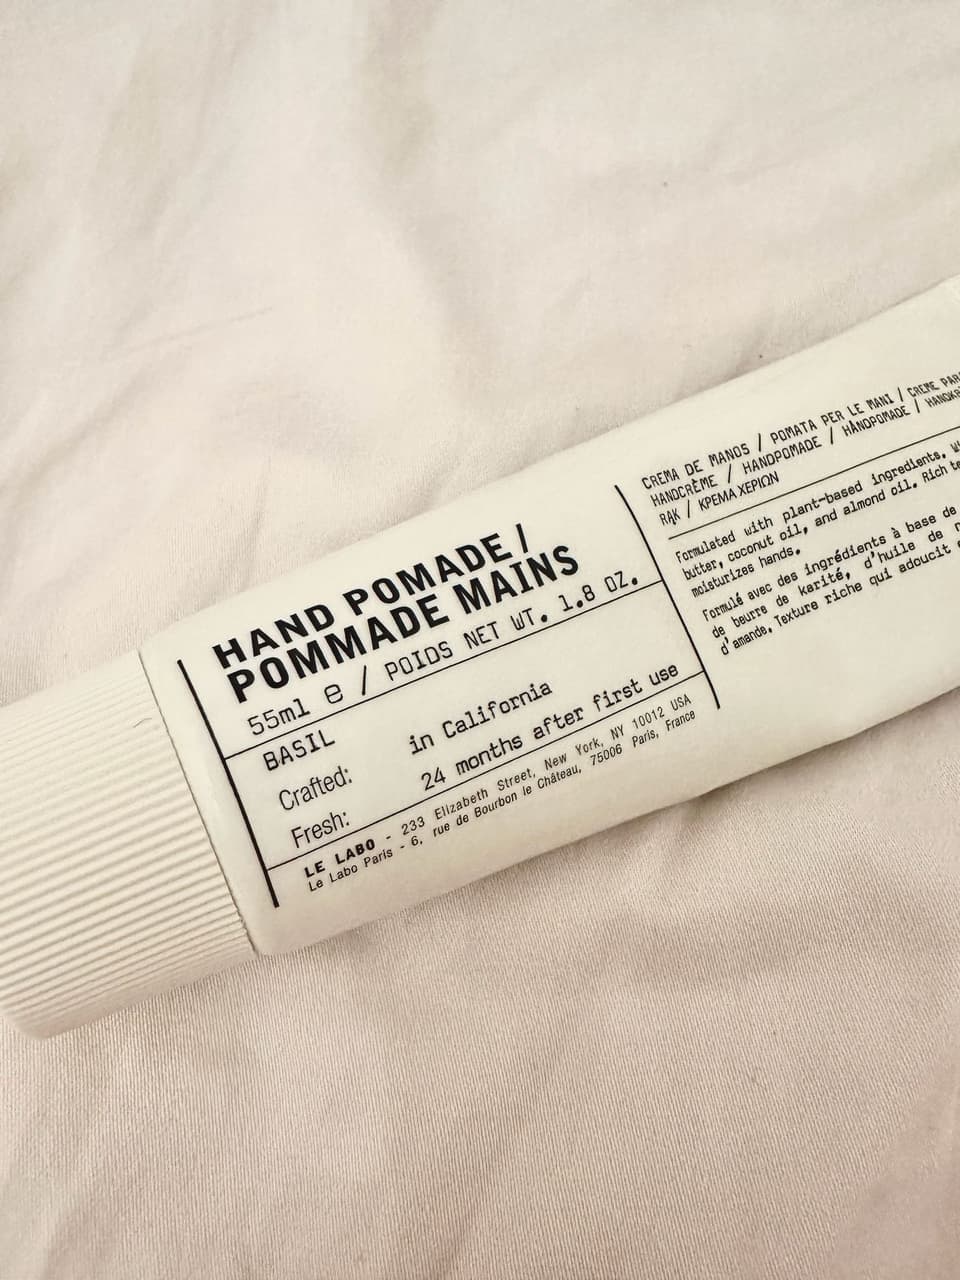 HAND POMADE /
POMMADE MAINS
55ml e / POIDS NET WT. 1.8 OZ.
BASIL
Crafted: in California
Fresh: 24 months after first use
LE LABO - 233 Elizabeth Street, New York, NY 10012 USA
Le Labo Paris - 6, rue de Bourbon le Château, 75006 Paris, France
CREMA DE MANOS / POMATA PER LE MANI / CREME PAR
HANDCRÈME / HANDPOMADE / HÅNDPOMADE / HANDKR
RĄK / ΚΡΕΜΑ ΧΕΡΙΩΝ
Formulated with plant-based ingredients.
butter, coconut oil, and almond oil. Rich te
moisturizes hands.
Formulé avec des ingrédients à base de
de beurre de karité, d'huile de
d'amande. Texture riche qui adoucit